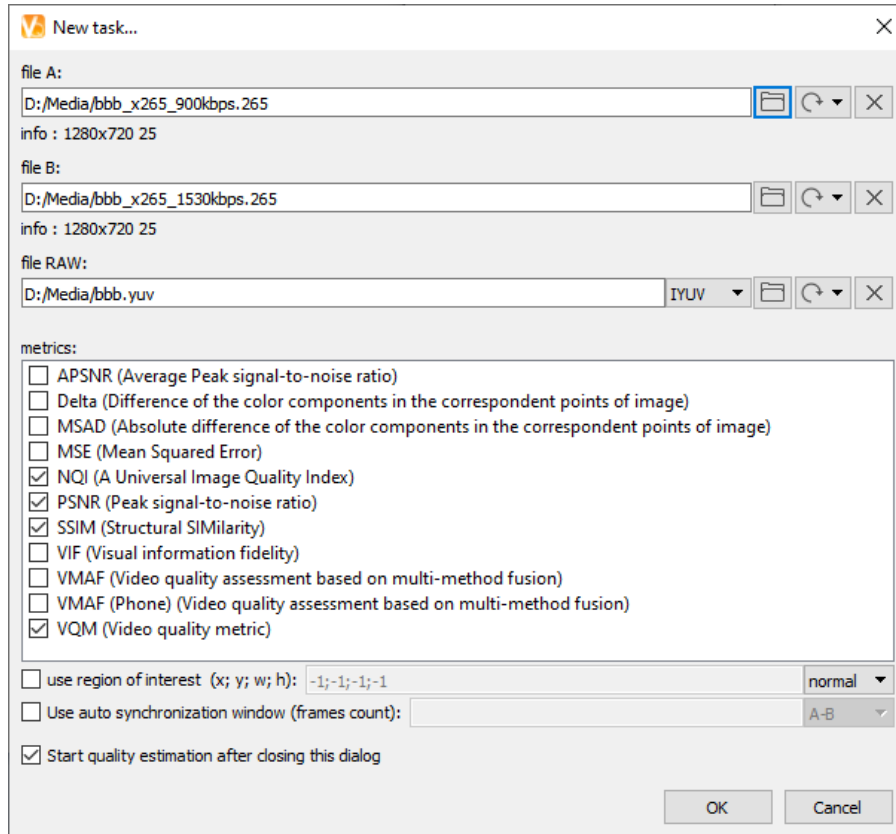 New task...
file A:
D:/Media/bbb_x265_900kbps.265
info : 1280x720 25
file B:
D:/Media/bbb_x265_1530kbps.265
info : 1280x720 25
file RAW:
D:/Media/bbb.yuv IYUV
metrics:
APSNR (Average Peak signal-to-noise ratio)
Delta (Difference of the color components in the correspondent points of image)
MSAD (Absolute difference of the color components in the correspondent points of image)
MSE (Mean Squared Error)
NQI (A Universal Image Quality Index)
PSNR (Peak signal-to-noise ratio)
SSIM (Structural SIMilarity)
VIF (Visual information fidelity)
VMAF (Video quality assessment based on multi-method fusion)
VMAF (Phone) (Video quality assessment based on multi-method fusion)
VQM (Video quality metric)
use region of interest (x; y; w; h): -1;-1;-1;-1 normal
Use auto synchronization window (frames count): A-B
Start quality estimation after closing this dialog
OK Cancel